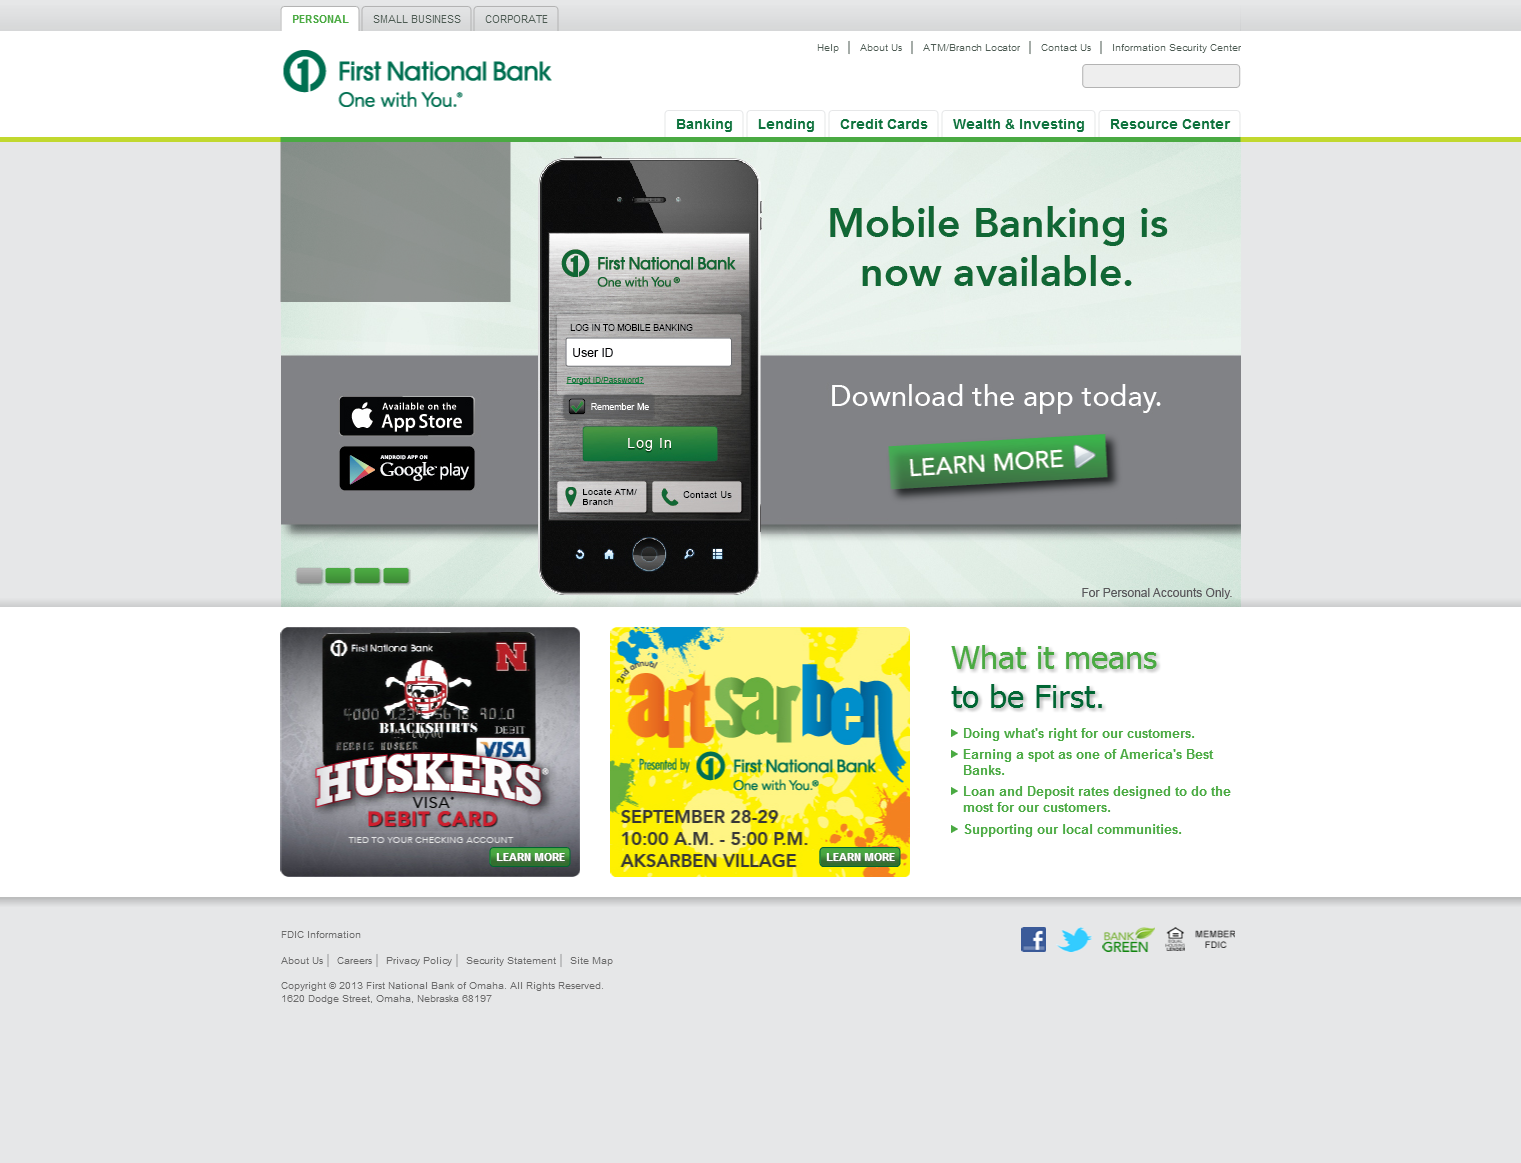 PERSONAL
SMALL BUSINESS
CORPORATE
Help
About Us
ATM/Branch Locator
Contact Us
Information Security Center
First National Bank
One with You.®
Banking
Lending
Credit Cards
Wealth & Investing
Resource Center
First National Bank
One with You®
LOG IN TO MOBILE BANKING
User ID
Forgot ID/Password?
Remember Me
Log In
Locate ATM/
Branch
Contact Us
Mobile Banking is
now available.
Available on the
App Store
ANDROID APP ON
Google play
Download the app today.
LEARN MORE
For Personal Accounts Only.
First National Bank
N
4000 1234 5678 9010
BLACKSHIRTS
DEBIT
HERBIE HUSKER
VISA
HUSKERS®
VISA®
DEBIT CARD
TIED TO YOUR CHECKING ACCOUNT
LEARN MORE
2nd annual
artsarben
Presented by
First National Bank
One with You.®
SEPTEMBER 28-29
10:00 A.M. - 5:00 P.M.
AKSARBEN VILLAGE
LEARN MORE
What it means
to be First.
Doing what's right for our customers.
Earning a spot as one of America's Best
Banks.
Loan and Deposit rates designed to do the
most for our customers.
Supporting our local communities.
FDIC Information
About Us
Careers
Privacy Policy
Security Statement
Site Map
Copyright © 2013 First National Bank of Omaha. All Rights Reserved.
1620 Dodge Street, Omaha, Nebraska 68197
BANK
GREEN
EQUAL HOUSING
LENDER
MEMBER
FDIC